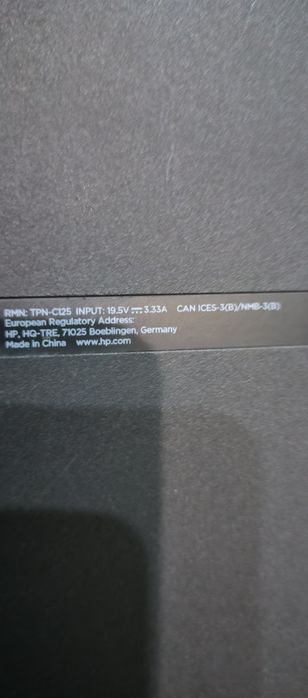 RMN: TPN-C125 INPUT: 19.5V ⎓ 3.33A CAN ICES-3(B)/NMB-3(B)
European Regulatory Address:
HP, HQ-TRE, 71025 Boeblingen, Germany
Made In China www.hp.com